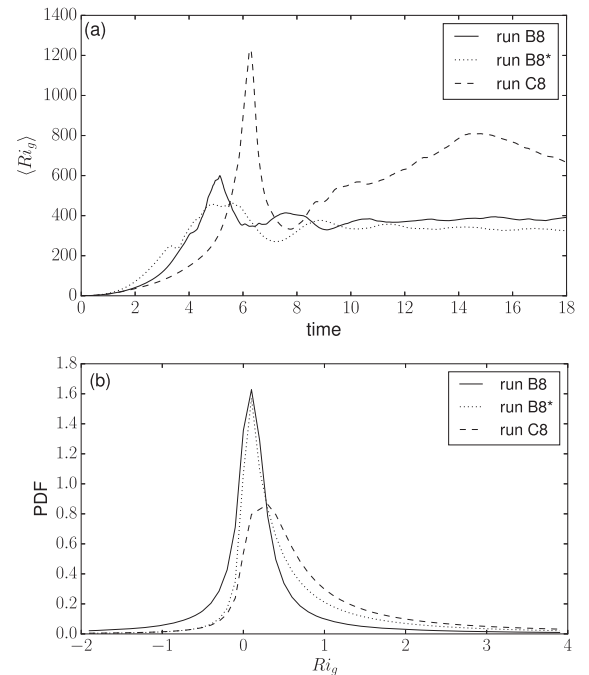 1400
(a)
run B8
run B8*
run C8
1200
1000
800
600
400
200
0
⟨Ri_g⟩
0 2 4 6 8 10 12 14 16 18
time
1.8
(b)
run B8
run B8*
run C8
1.6
1.4
1.2
1.0
0.8
0.6
0.4
0.2
0.0
PDF
−2 −1 0 1 2 3 4
Ri_g